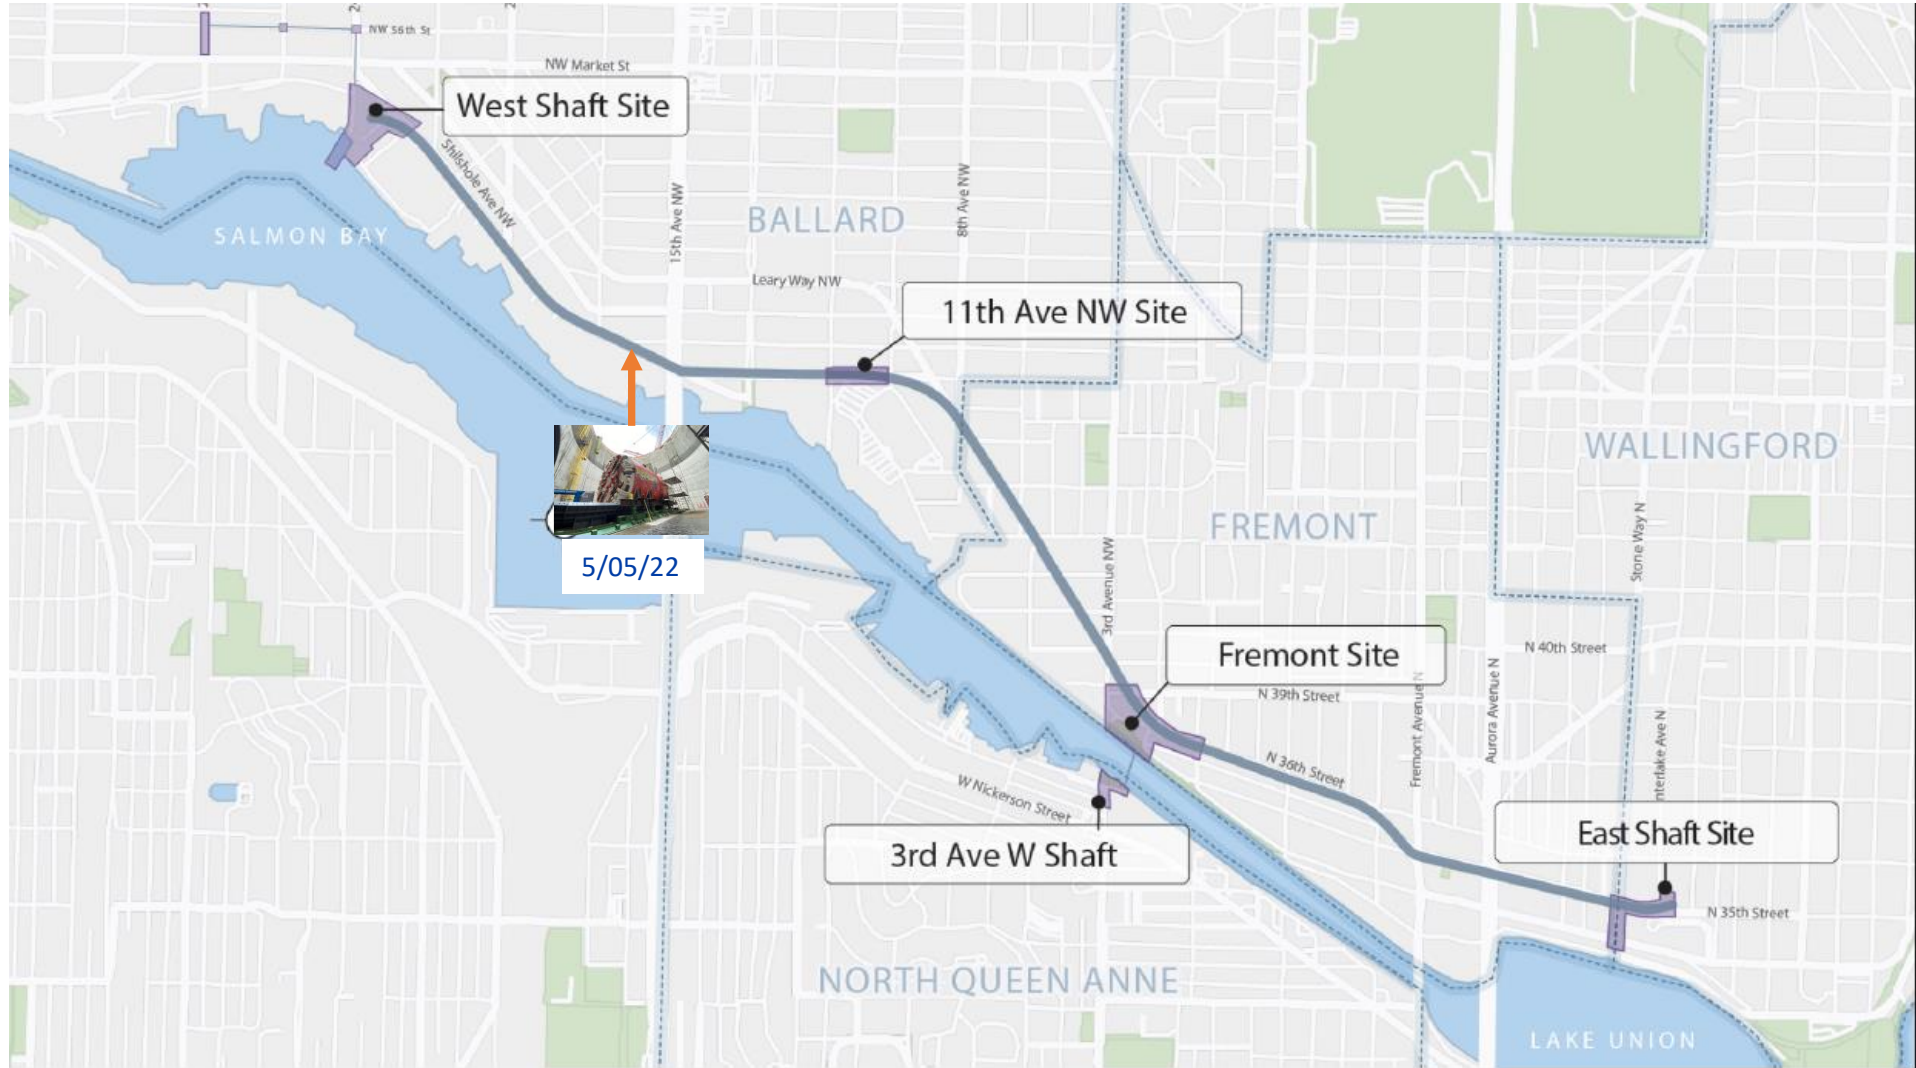 NW 56th St
NW Market St
West Shaft Site
Shilshole Ave NW
15th Ave NW
8th Ave NW
BALLARD
SALMON BAY
Leary Way NW
11th Ave NW Site
WALLINGFORD
FREMONT
Stone Way N
5/05/22
3rd Avenue NW
Fremont Site
N 40th Street
N 39th Street
Fremont Avenue N
Aurora Avenue N
nterlake Ave N
N 36th Street
W Nickerson Street
East Shaft Site
3rd Ave W Shaft
N 35th Street
NORTH QUEEN ANNE
LAKE UNION